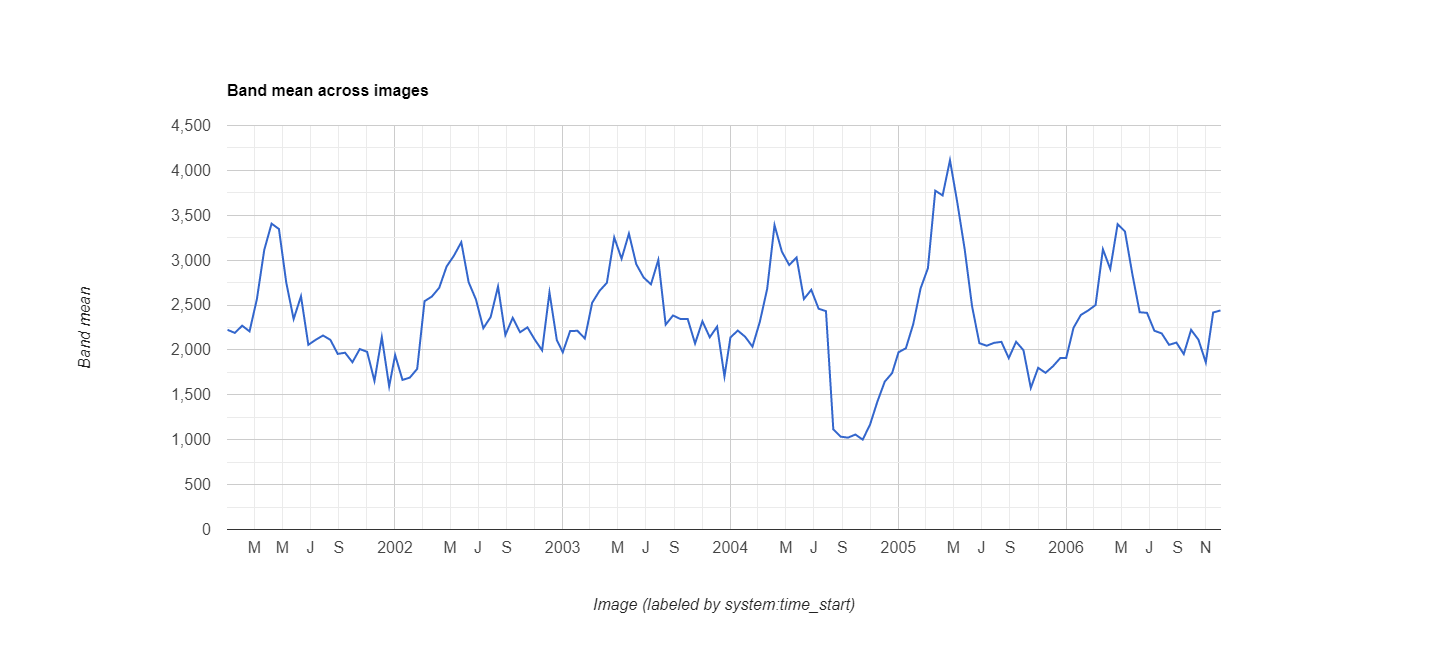 Band mean across images
4,500
4,000
3,500
3,000
2,500
2,000
1,500
1,000
500
0
Band mean
M M J S 2002 M J S 2003 M J S 2004 M J S 2005 M J S 2006 M J S N
Image (labeled by system:time_start)